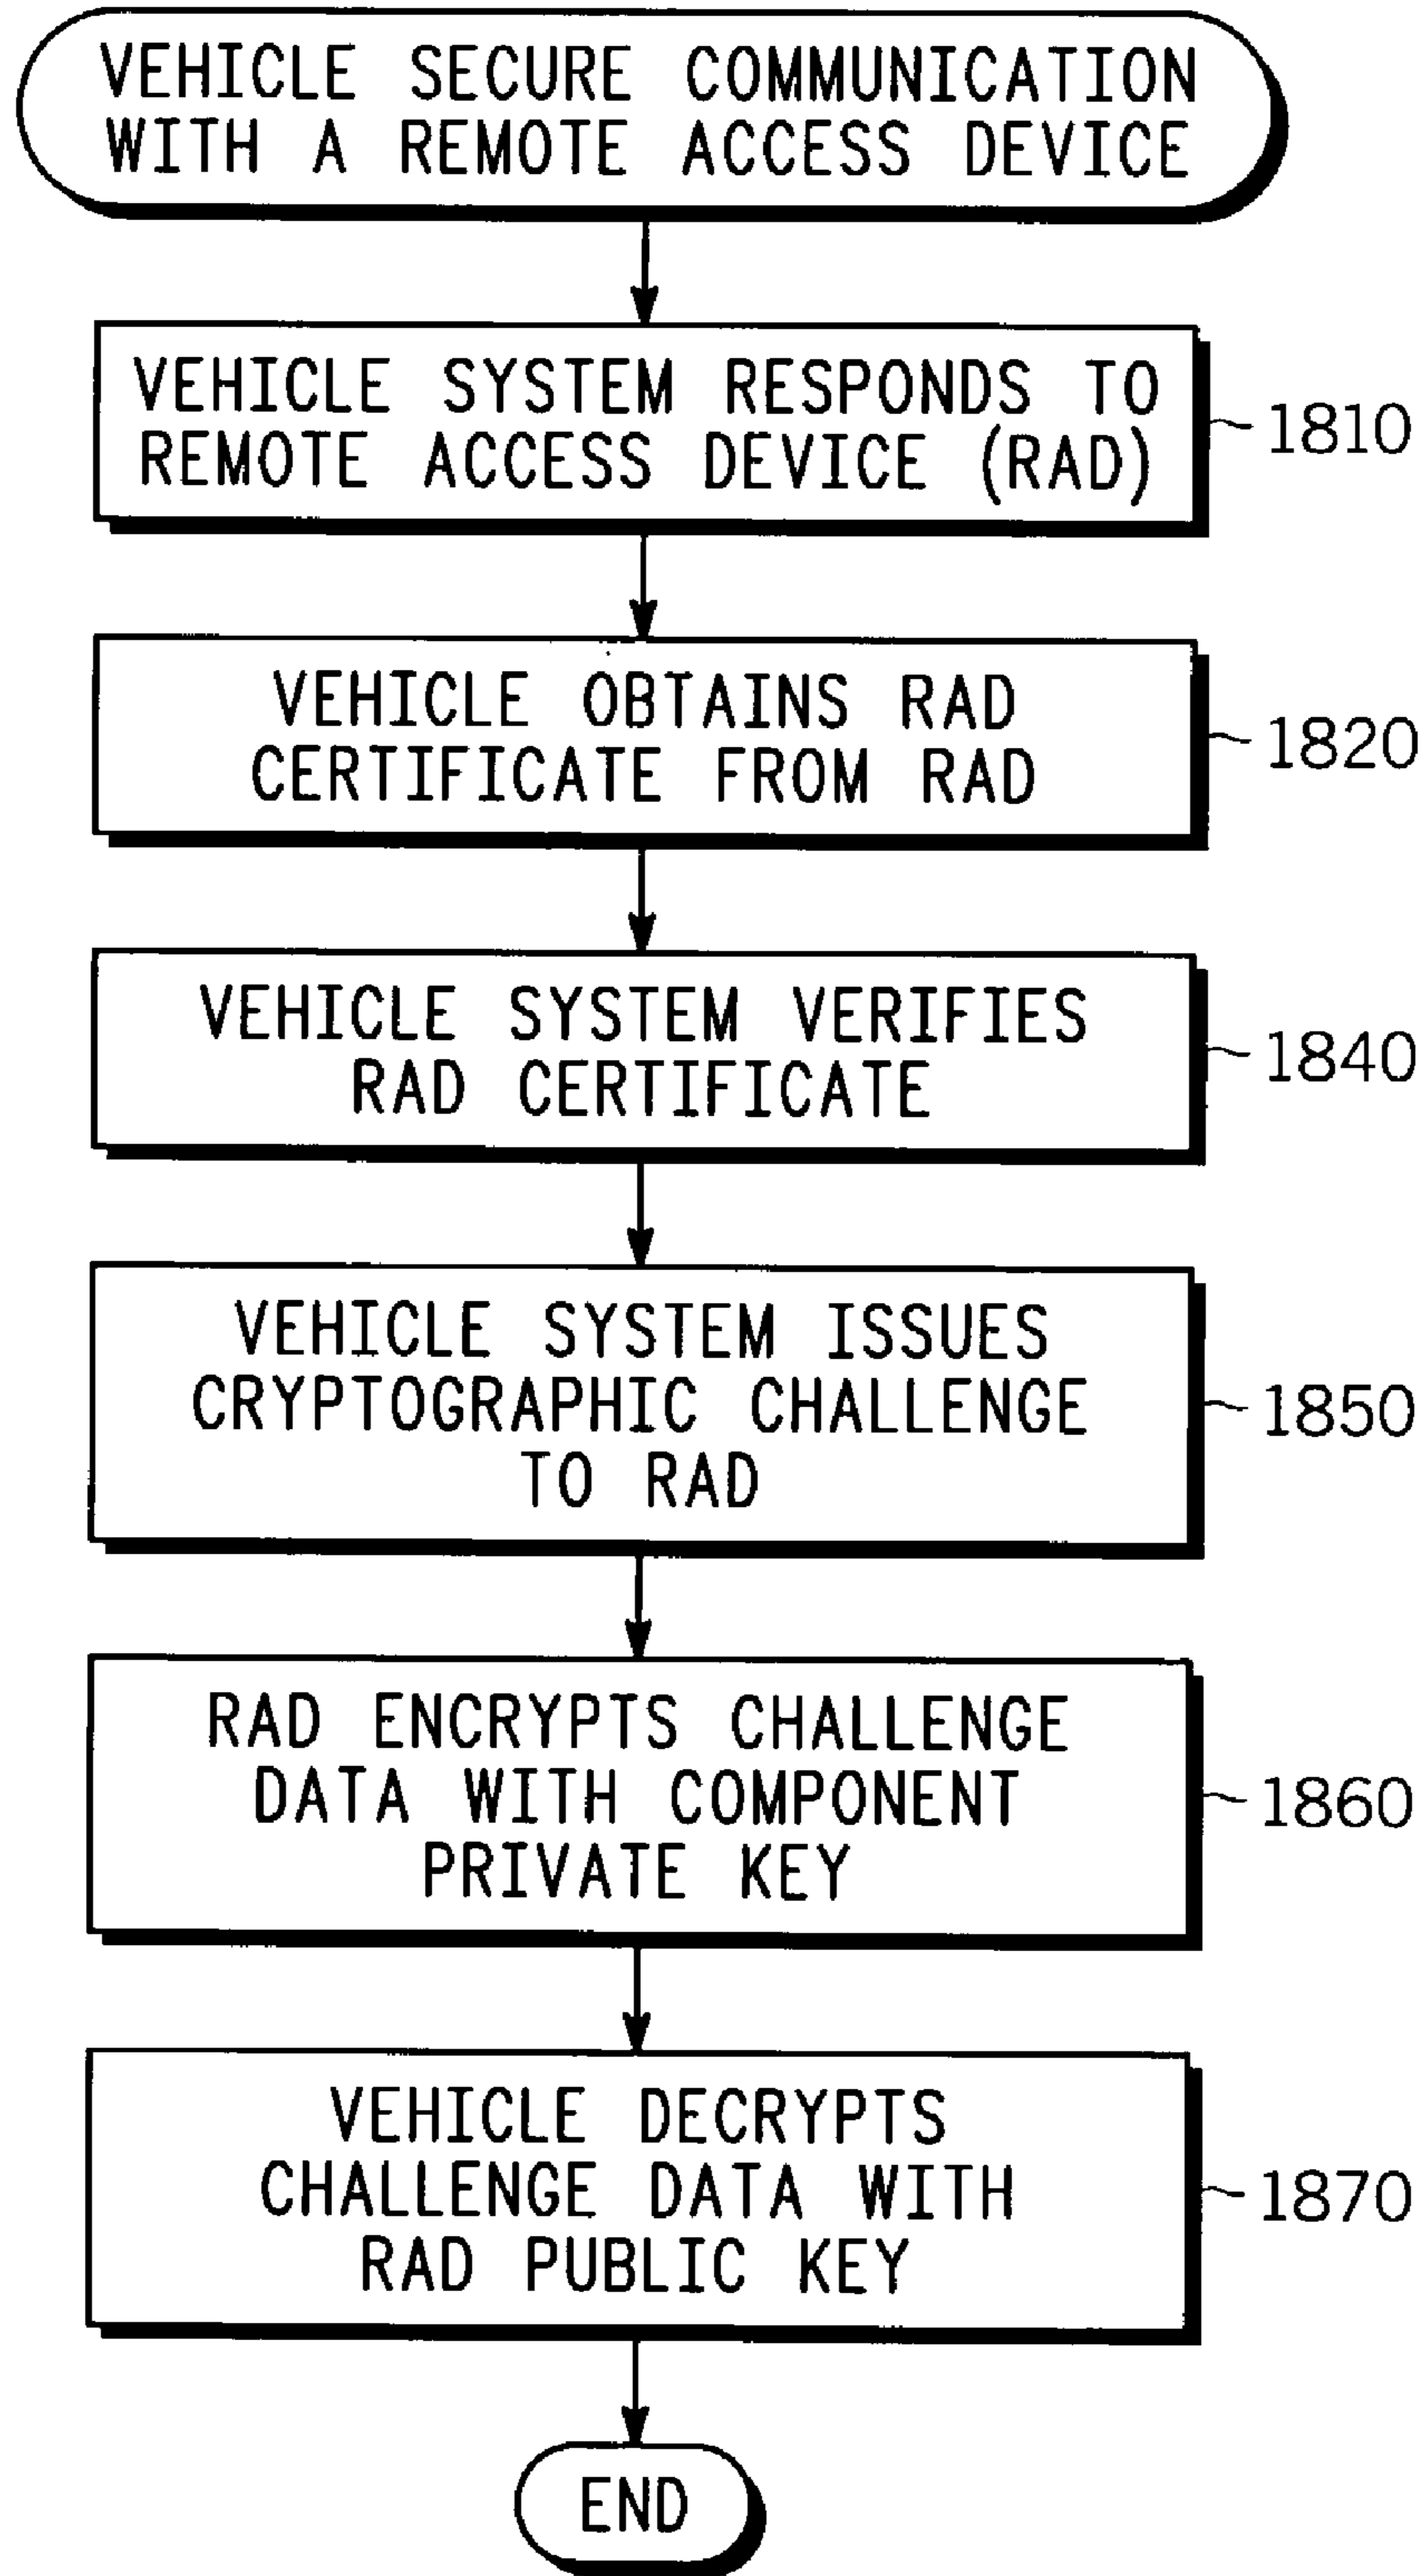 VEHICLE SECURE COMMUNICATION
WITH A REMOTE ACCESS DEVICE
VEHICLE SYSTEM RESPONDS TO
REMOTE ACCESS DEVICE (RAD)
1810
VEHICLE OBTAINS RAD
CERTIFICATE FROM RAD
1820
VEHICLE SYSTEM VERIFIES
RAD CERTIFICATE
1840
VEHICLE SYSTEM ISSUES
CRYPTOGRAPHIC CHALLENGE
TO RAD
1850
RAD ENCRYPTS CHALLENGE
DATA WITH COMPONENT
PRIVATE KEY
1860
VEHICLE DECRYPTS
CHALLENGE DATA WITH
RAD PUBLIC KEY
1870
END